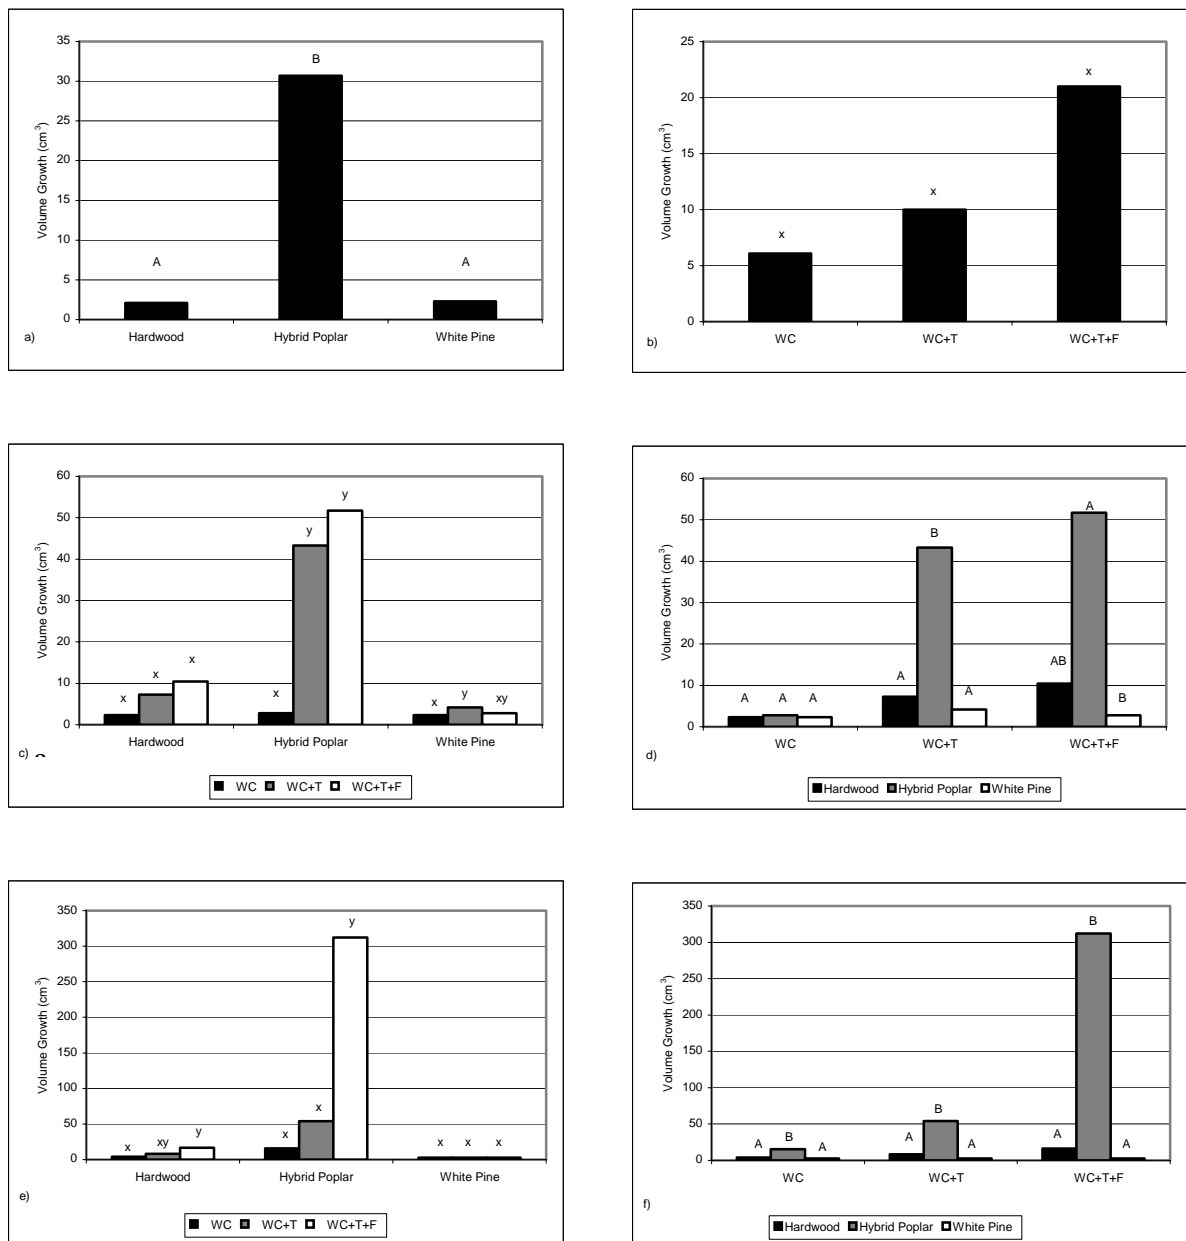 35
30
25
20
15
10
5
0
Volume Growth (cm³)
A
B
A
Hardwood
Hybrid Poplar
White Pine
a)
25
20
15
10
5
0
Volume Growth (cm³)
x
x
x
WC
WC+T
WC+T+F
b)
60
50
40
30
20
10
0
Volume Growth (cm³)
x
x
x
x
y
y
x
y
xy
Hardwood
Hybrid Poplar
White Pine
c)
WC WC+T WC+T+F
60
50
40
30
20
10
0
Volume Growth (cm³)
A
A
A
A
B
A
AB
A
B
WC
WC+T
WC+T+F
d)
Hardwood Hybrid Poplar White Pine
350
300
250
200
150
100
50
0
Volume Growth (cm³)
x
xy
y
x
x
y
x
x
x
Hardwood
Hybrid Poplar
White Pine
e)
WC WC+T WC+T+F
350
300
250
200
150
100
50
0
Volume Growth (cm³)
A
B
A
A
B
A
A
B
A
WC
WC+T
WC+T+F
f)
Hardwood Hybrid Poplar White Pine